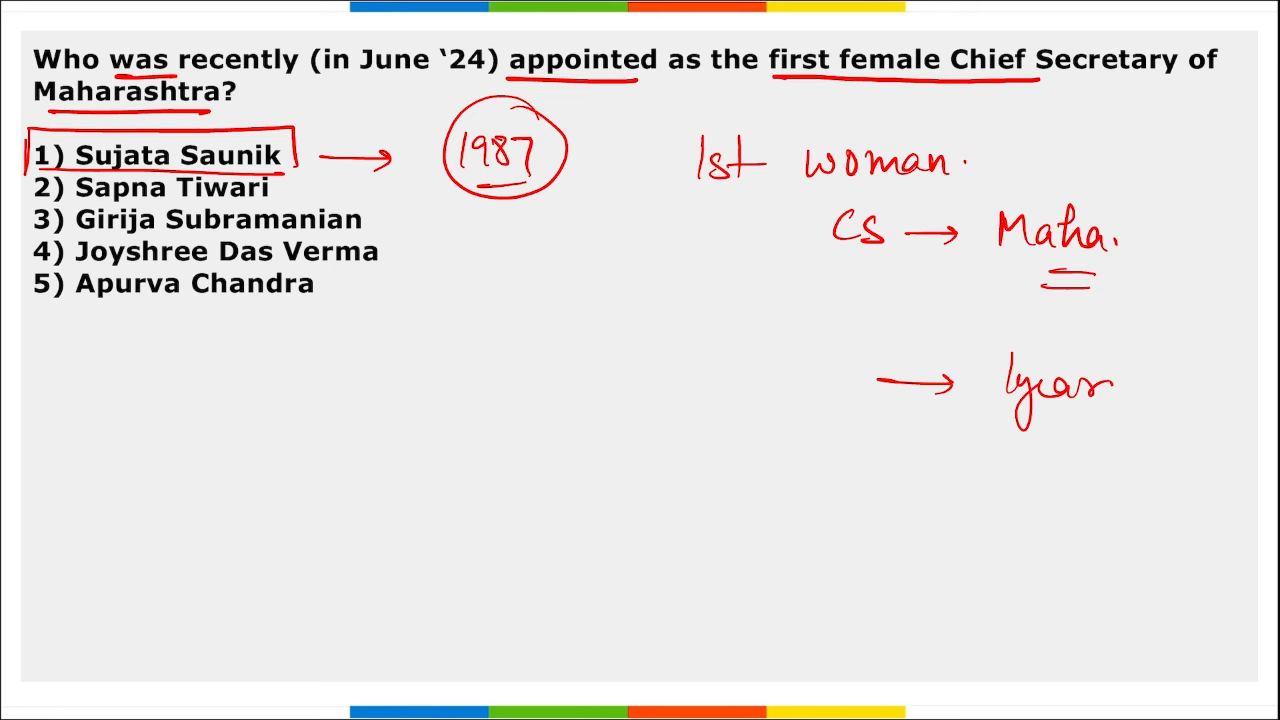 Who was recently (in June ‘24) appointed as the first female Chief Secretary of
Maharashtra?
1) Sujata Saunik
1987
1st woman.
2) Sapna Tiwari
3) Girija Subramanian
CS → Maha.
4) Joyshree Das Verma
5) Apurva Chandra
→ 1year